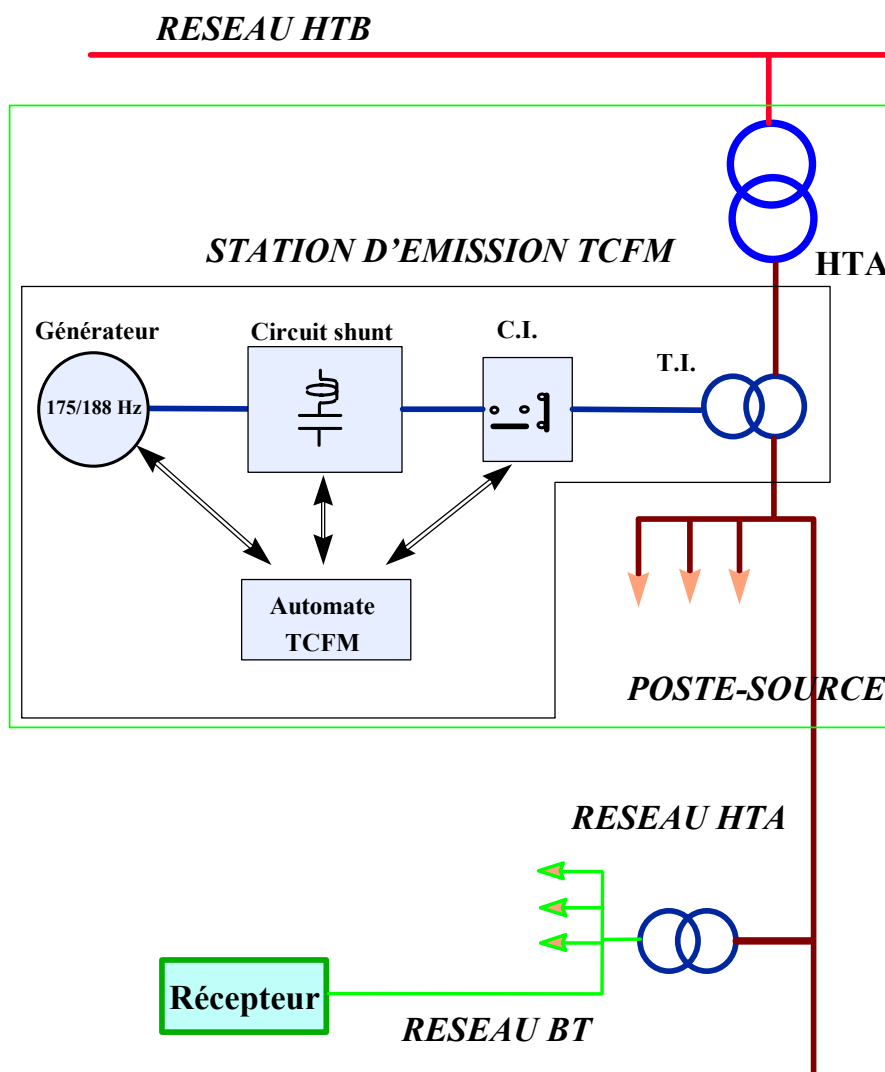 RESEAU HTB
STATION D’EMISSION TCFM
HTA
Générateur
Circuit shunt
C.I.
T.I.
175/188 Hz
Automate
TCFM
POSTE-SOURCE
RESEAU HTA
Récepteur
RESEAU BT